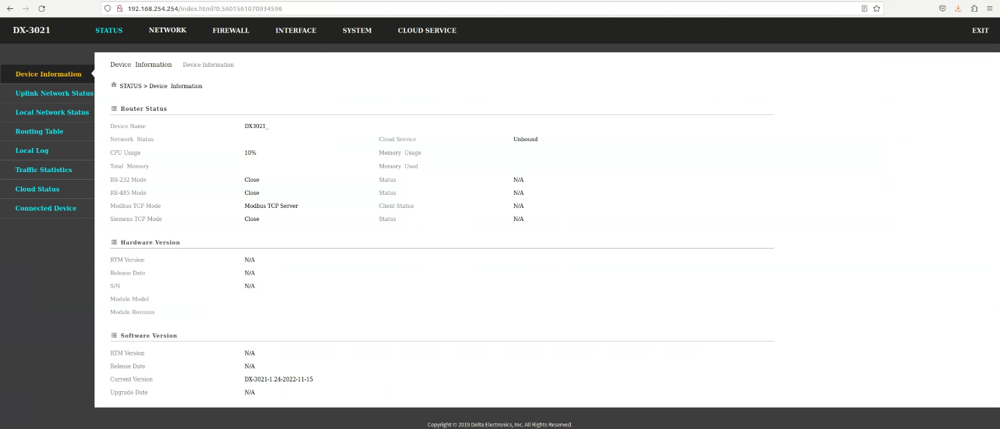 192.168.254.254/index.html?0.5601561070934596
DX-3021 STATUS NETWORK FIREWALL INTERFACE SYSTEM CLOUD SERVICE EXIT
Device Information
Uplink Network Status
Local Network Status
Routing Table
Local Log
Traffic Statistics
Cloud Status
Connected Device
Device Information Device Information
STATUS > Device Information
Router Status
Device Name DX3021_
Network Status Cloud Service Unbound
CPU Usage 10% Memory Usage
Total Memory Memory Used
RS-232 Mode Close Status N/A
RS-485 Mode Close Status N/A
Modbus TCP Mode Modbus TCP Server Client Status N/A
Siemens TCP Mode Close Status N/A
Hardware Version
RTM Version N/A
Release Date N/A
S/N N/A
Module Model
Module Revision
Software Version
RTM Version N/A
Release Date N/A
Current Version DX-3021-1.24-2022-11-15
Upgrade Date N/A
Copyright © 2019 Delta Electronics, Inc. All Rights Reserved.